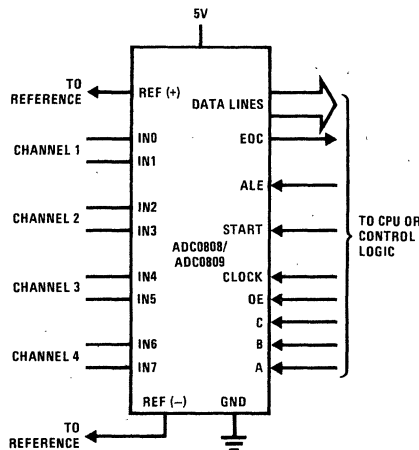 5V
TO
REFERENCE
REF (+)
DATA LINES
CHANNEL 1
IN0
IN1
EOC
ALE
CHANNEL 2
IN2
IN3
START
TO CPU OR
CONTROL
LOGIC
ADC0808/
ADC0809
CHANNEL 3
IN4
IN5
CLOCK
OE
C
CHANNEL 4
IN6
IN7
B
A
REF (−)
GND
TO
REFERENCE